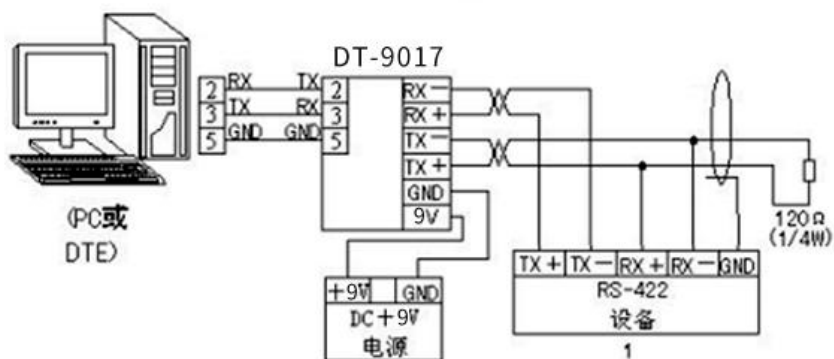 DT-9017
2 RX TX 2
3 TX RX 3
5 GND GND 5
RX－
RX＋
TX－
TX＋
GND
9V
(PC或
DTE)
120Ω
(1/4W)
＋9V GND
DC＋9V
电源
TX＋ TX－ RX＋ RX－ GND
RS-422
设备
1